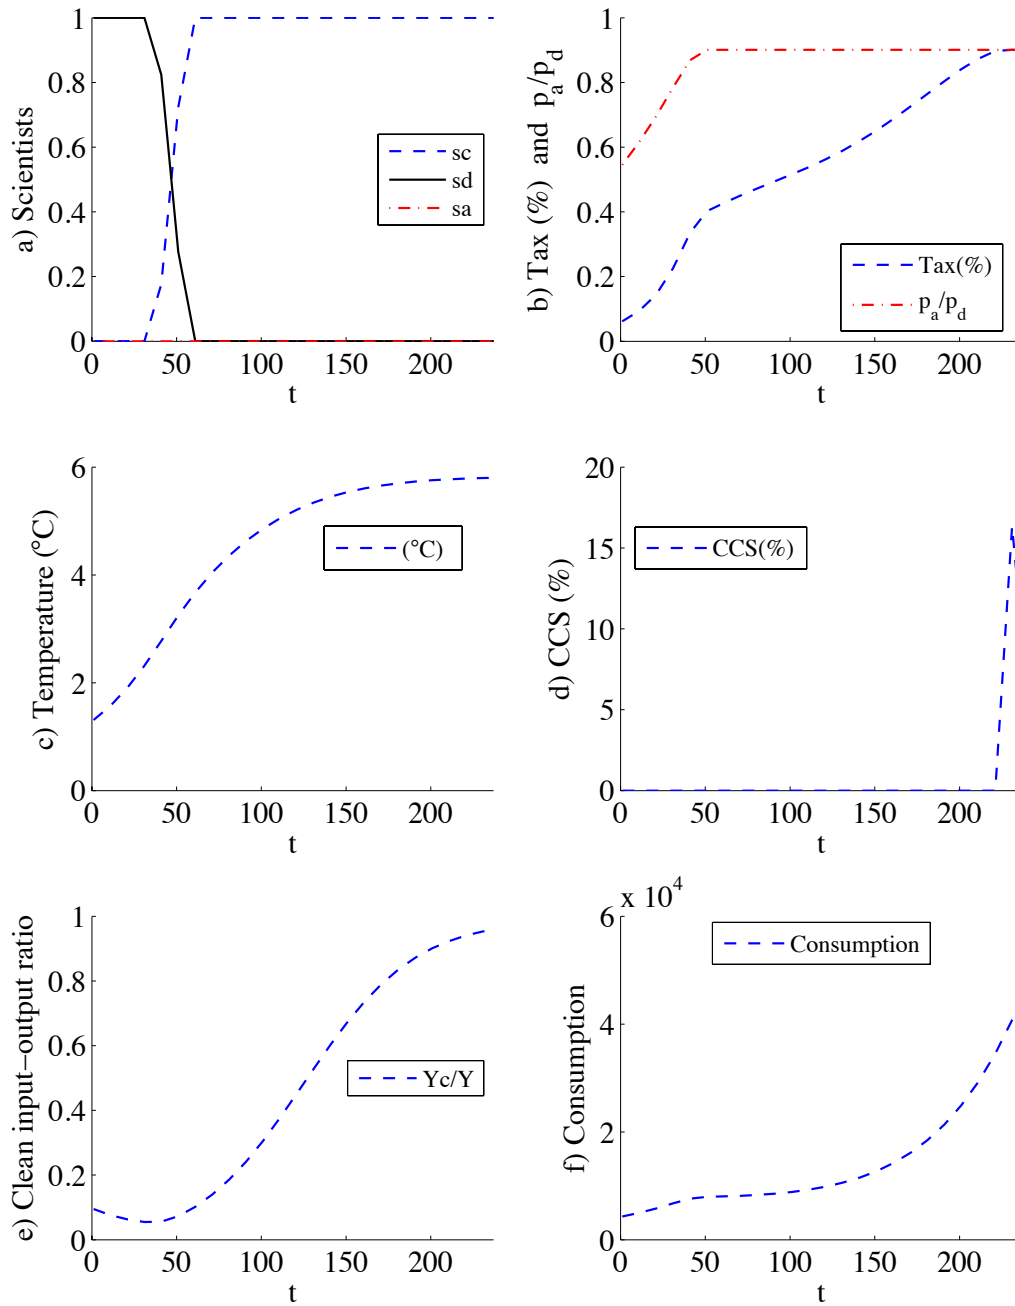 a) Scientists
1
0.8
0.6
0.4
0.2
0
0 50 100 150 200
t
sc
sd
sa
b) Tax (%) and p_a/p_d
1
0.8
0.6
0.4
0.2
0
0 50 100 150 200
t
Tax(%)
p_a/p_d
c) Temperature (°C)
6
4
2
0
0 50 100 150 200
t
(°C)
d) CCS (%)
20
15
10
5
0
0 50 100 150 200
t
CCS(%)
e) Clean input−output ratio
1
0.8
0.6
0.4
0.2
0
0 50 100 150 200
t
Yc/Y
f) Consumption
x 10^4
6
4
2
0
0 50 100 150 200
t
Consumption